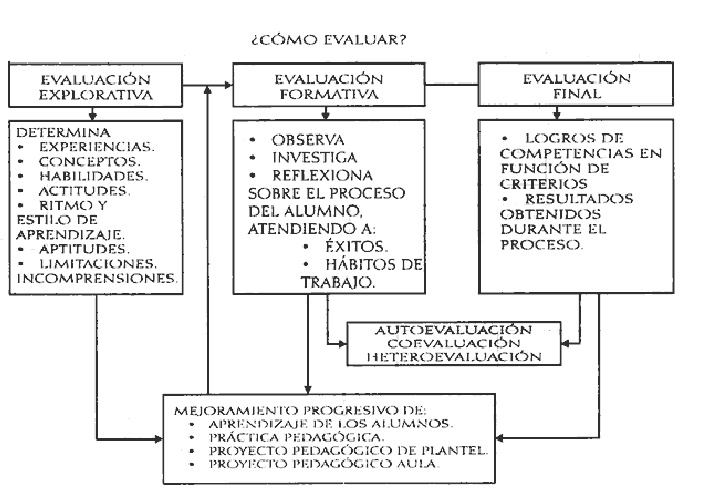 ¿CÓMO EVALUAR?
EVALUACIÓN
EXPLORATIVA
EVALUACIÓN
FORMATIVA
EVALUACIÓN
FINAL
DETERMINA
• EXPERIENCIAS.
• CONCEPTOS.
• HABILIDADES.
• ACTITUDES.
• RITMO Y
ESTILO DE
APRENDIZAJE.
• APTITUDES.
• LIMITACIONES.
INCOMPRENSIONES.
• OBSERVA
• INVESTIGA
• REFLEXIONA
SOBRE EL PROCESO
DEL ALUMNO,
ATENDIENDO A:
• ÉXITOS.
• HÁBITOS DE
TRABAJO.
• LOGROS DE
COMPETENCIAS EN
FUNCIÓN DE
CRITERIOS
• RESULTADOS
OBTENIDOS
DURANTE EL
PROCESO.
AUTOEVALUACIÓN
COEVALUACIÓN
HETEROEVALUACIÓN
MEJORAMIENTO PROGRESIVO DE:
• APRENDIZAJE DE LOS ALUMNOS.
• PRÁCTICA PEDAGÓGICA.
• PROYECTO PEDAGÓGICO DE PLANTEL.
• PROYECTO PEDAGÓGICO AULA.